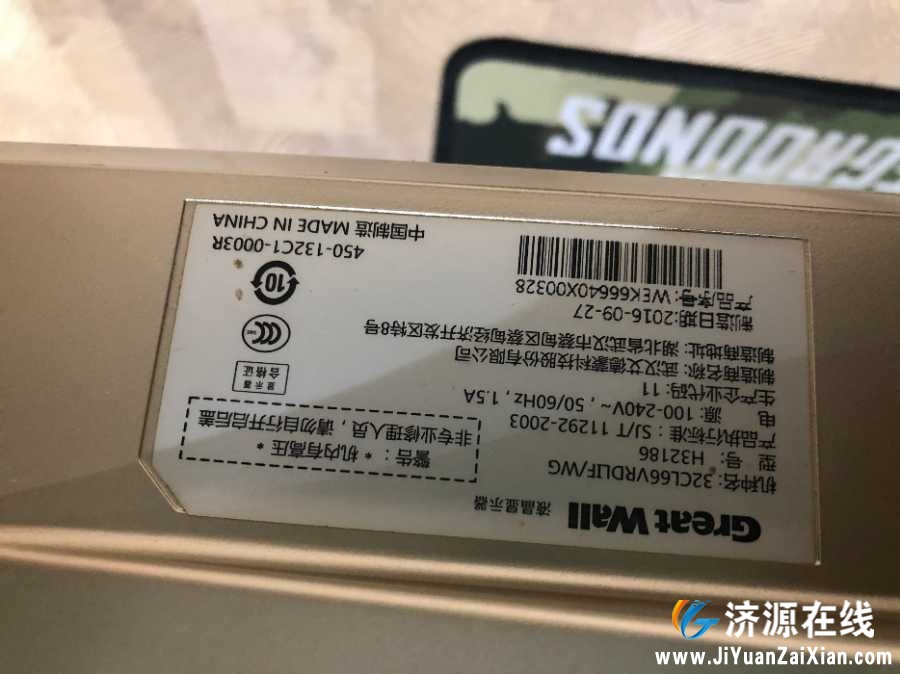 Great Wall 液晶显示器
机种名: 32CL66VRDLIF/WG
型 号: H32186
产品执行标准: SJ/T 11292-2003
电 源: 100-240V~, 50/60Hz, 1.5A
生产企业代码: 11
制造商名称: 武汉艾德蒙科技股份有限公司
制造商地址: 湖北省武汉市蔡甸区蔡甸经济开发区特8号
制造日期:2016-09-27
产品序号: WEK66640X00328
警告: *机内有高压*
非专业修理人员, 请勿自行开启后盖
显示器
合格证
CCC
10
450-132C1-0003R
中国制造 MADE IN CHINA
济源在线
www.JiYuanZaiXian.com